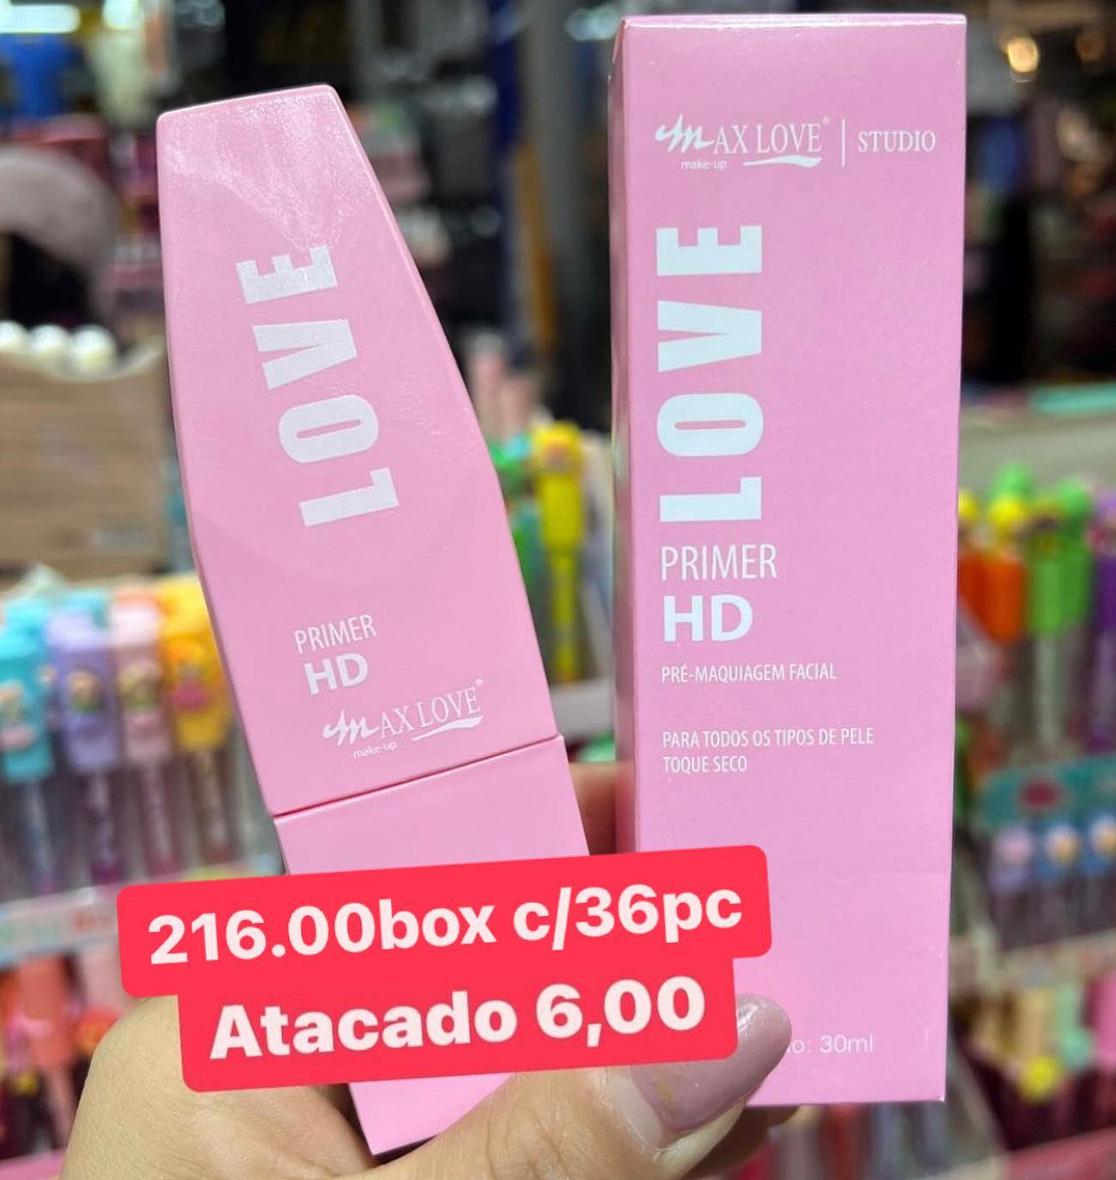 LOVE
PRIMER
HD
MAX LOVE®
make-up
MAX LOVE® | STUDIO
make-up
LOVE
PRIMER
HD
PRÉ-MAQUIAGEM FACIAL
PARA TODOS OS TIPOS DE PELE
TOQUE SECO
30ml
216.00box c/36pc
Atacado 6,00